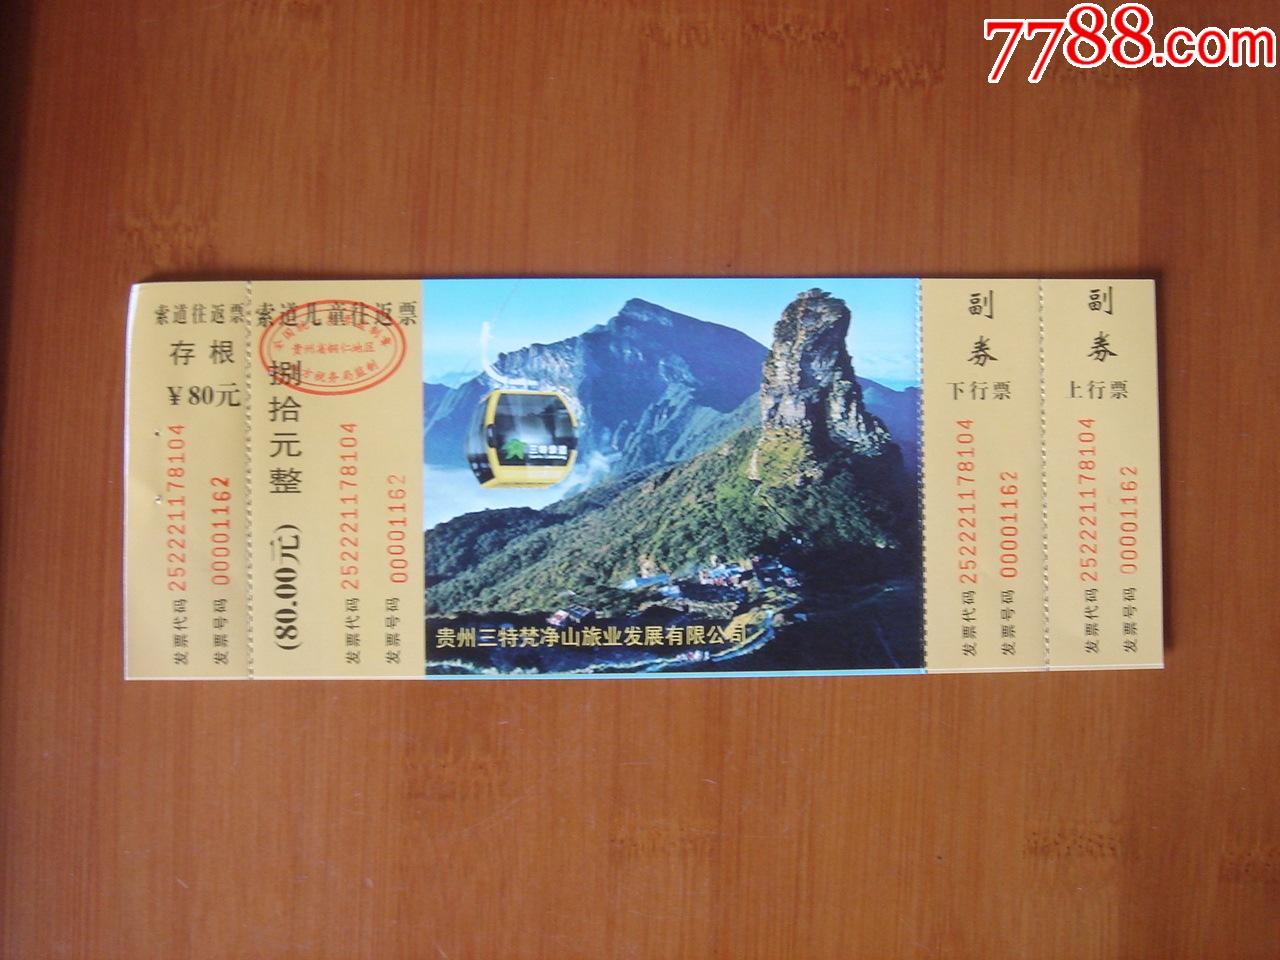 7788.com
索道往返票
存根
￥80元
发票代码 252221178104
发票号码 00001162
索道儿童往返票
贵州省铜仁地区
捌拾元整 (80.00元)
发票代码 252221178104
发票号码 00001162
三特索道
贵州三特梵净山旅业发展有限公司
副券
下行票
发票代码 252221178104
发票号码 00001162
副券
上行票
发票代码 252221178104
发票号码 00001162